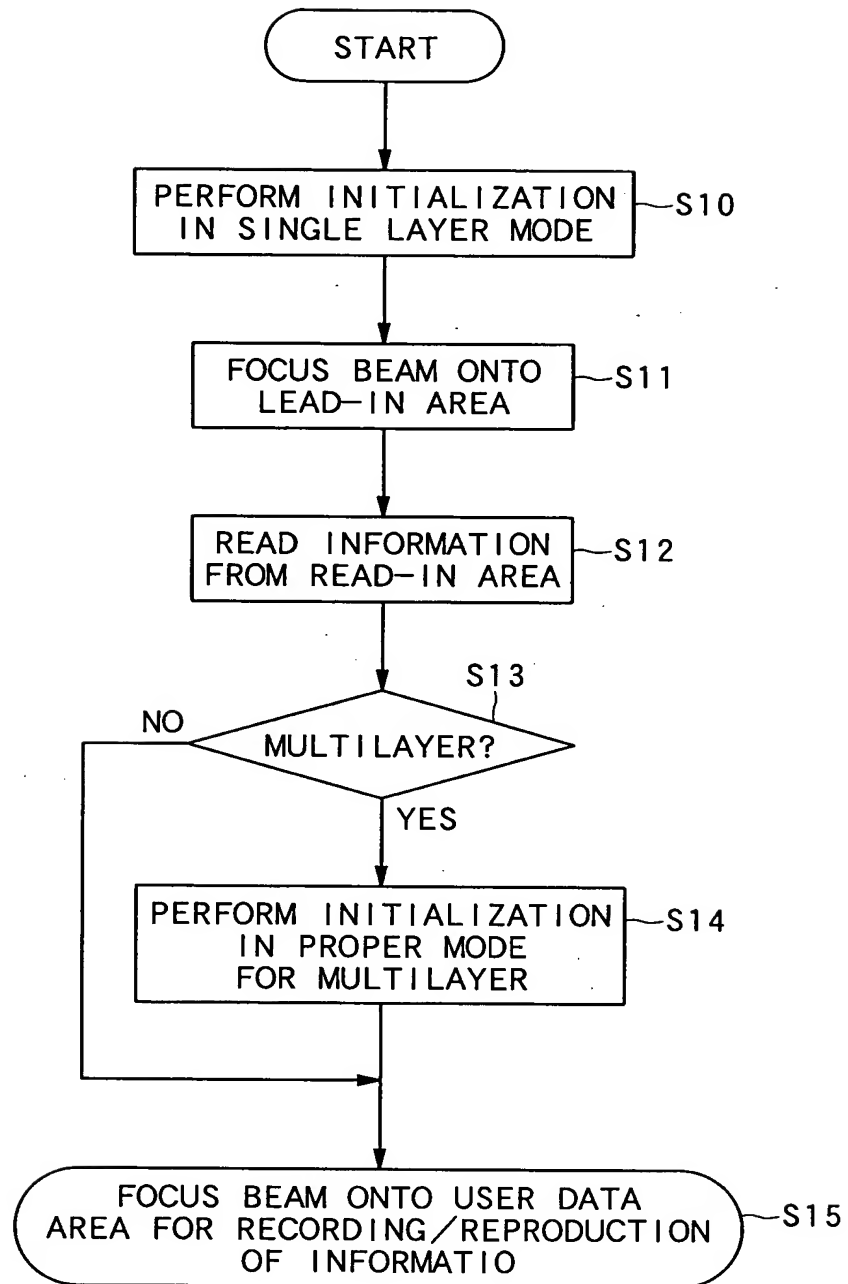 START
PERFORM INITIALIZATION
IN SINGLE LAYER MODE
S10
FOCUS BEAM ONTO
LEAD-IN AREA
S11
READ INFORMATION
FROM READ-IN AREA
S12
S13
NO
MULTILAYER?
YES
PERFORM INITIALIZATION
IN PROPER MODE
FOR MULTILAYER
S14
FOCUS BEAM ONTO USER DATA
AREA FOR RECORDING/REPRODUCTION
OF INFORMATIO
S15